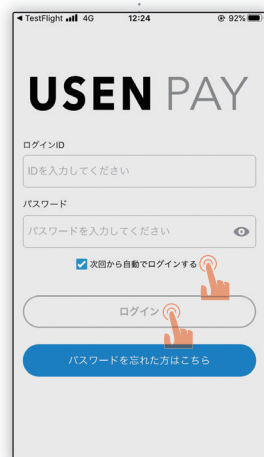 TestFlight 4G 12:24 92%
USEN PAY
ログインID
IDを入力してください
パスワード
パスワードを入力してください
次回から自動でログインする
ログイン
パスワードを忘れた方はこちら